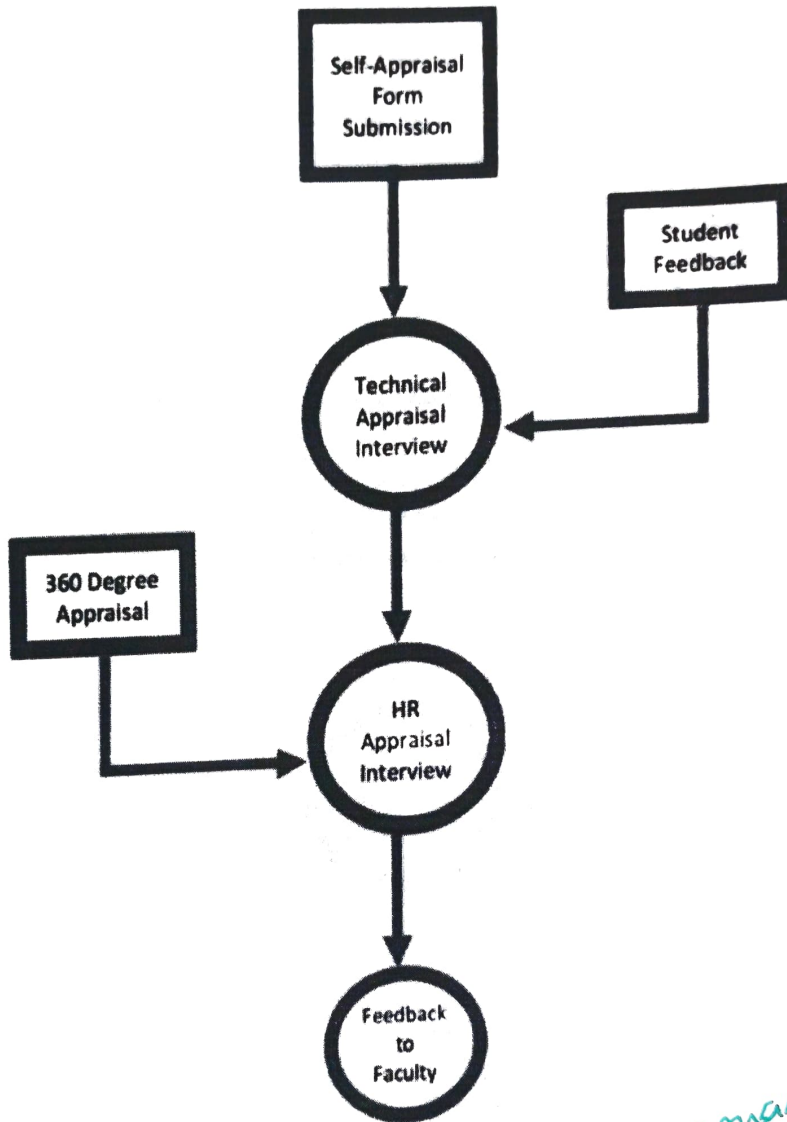 Self-Appraisal
Form
Submission
Student
Feedback
Technical
Appraisal
Interview
360 Degree
Appraisal
HR
Appraisal
Interview
Feedback
to
Faculty